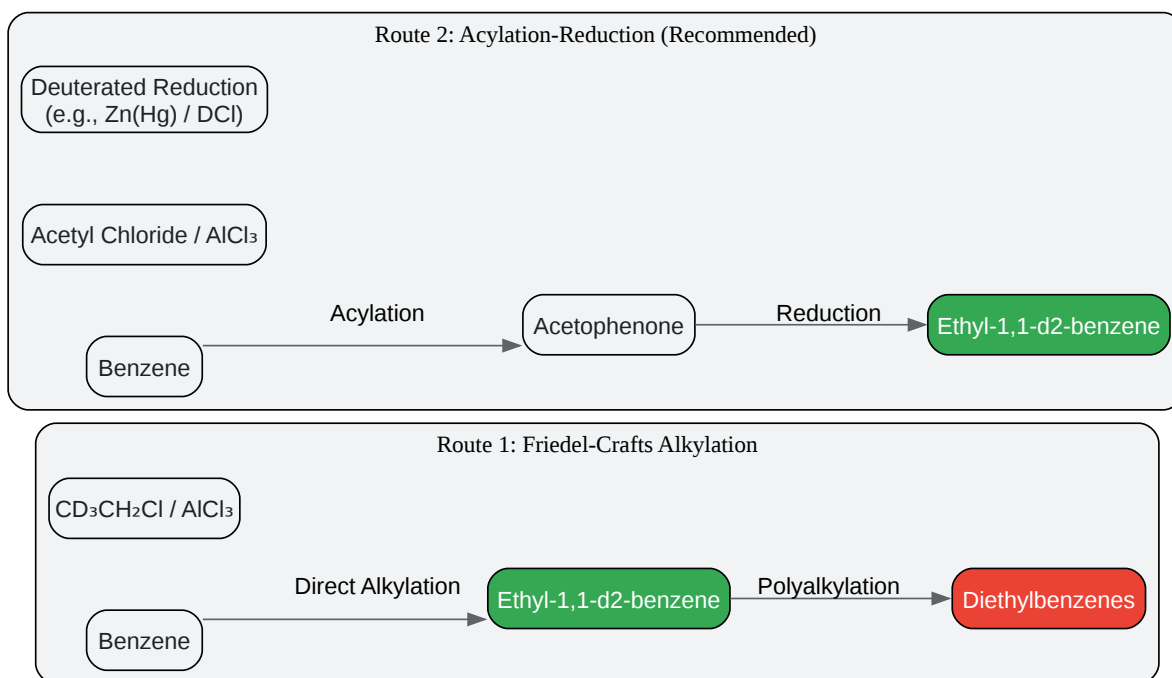 Route 2: Acylation-Reduction (Recommended)
Deuterated Reduction
(e.g., Zn(Hg) / DCl)
Acetyl Chloride / AlCl₃
Acylation
Acetophenone
Reduction
Ethyl-1,1-d2-benzene
Benzene
Route 1: Friedel-Crafts Alkylation
CD₃CH₂Cl / AlCl₃
Direct Alkylation
Ethyl-1,1-d2-benzene
Polyalkylation
Diethylbenzenes
Benzene